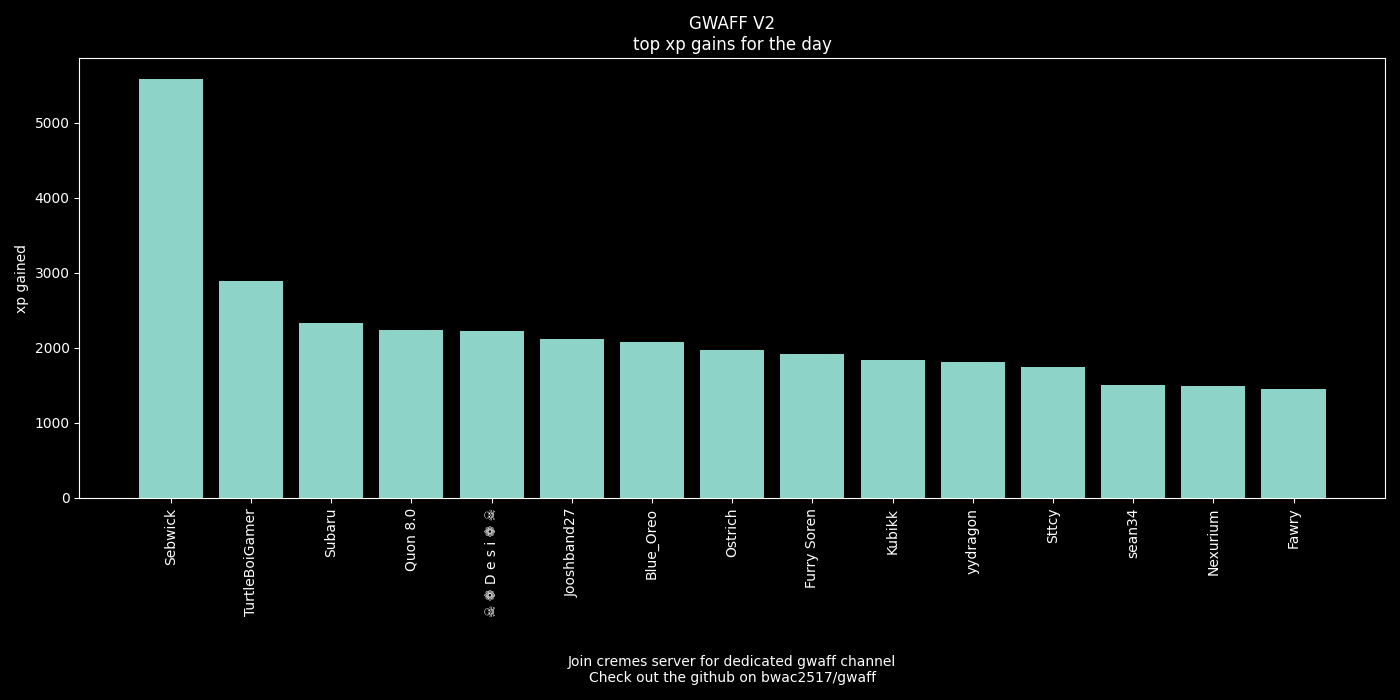 GWAFF V2
top xp gains for the day
xp gained
5000
4000
3000
2000
1000
0
Sebwick
TurtleBoiGamer
Subaru
Quon 8.0
D e s i
Jooshband27
Blue_Oreo
Ostrich
Furry Soren
Kubikk
yydragon
Sttcy
sean34
Nexurium
Fawry
Join cremes server for dedicated gwaff channel
Check out the github on bwac2517/gwaff